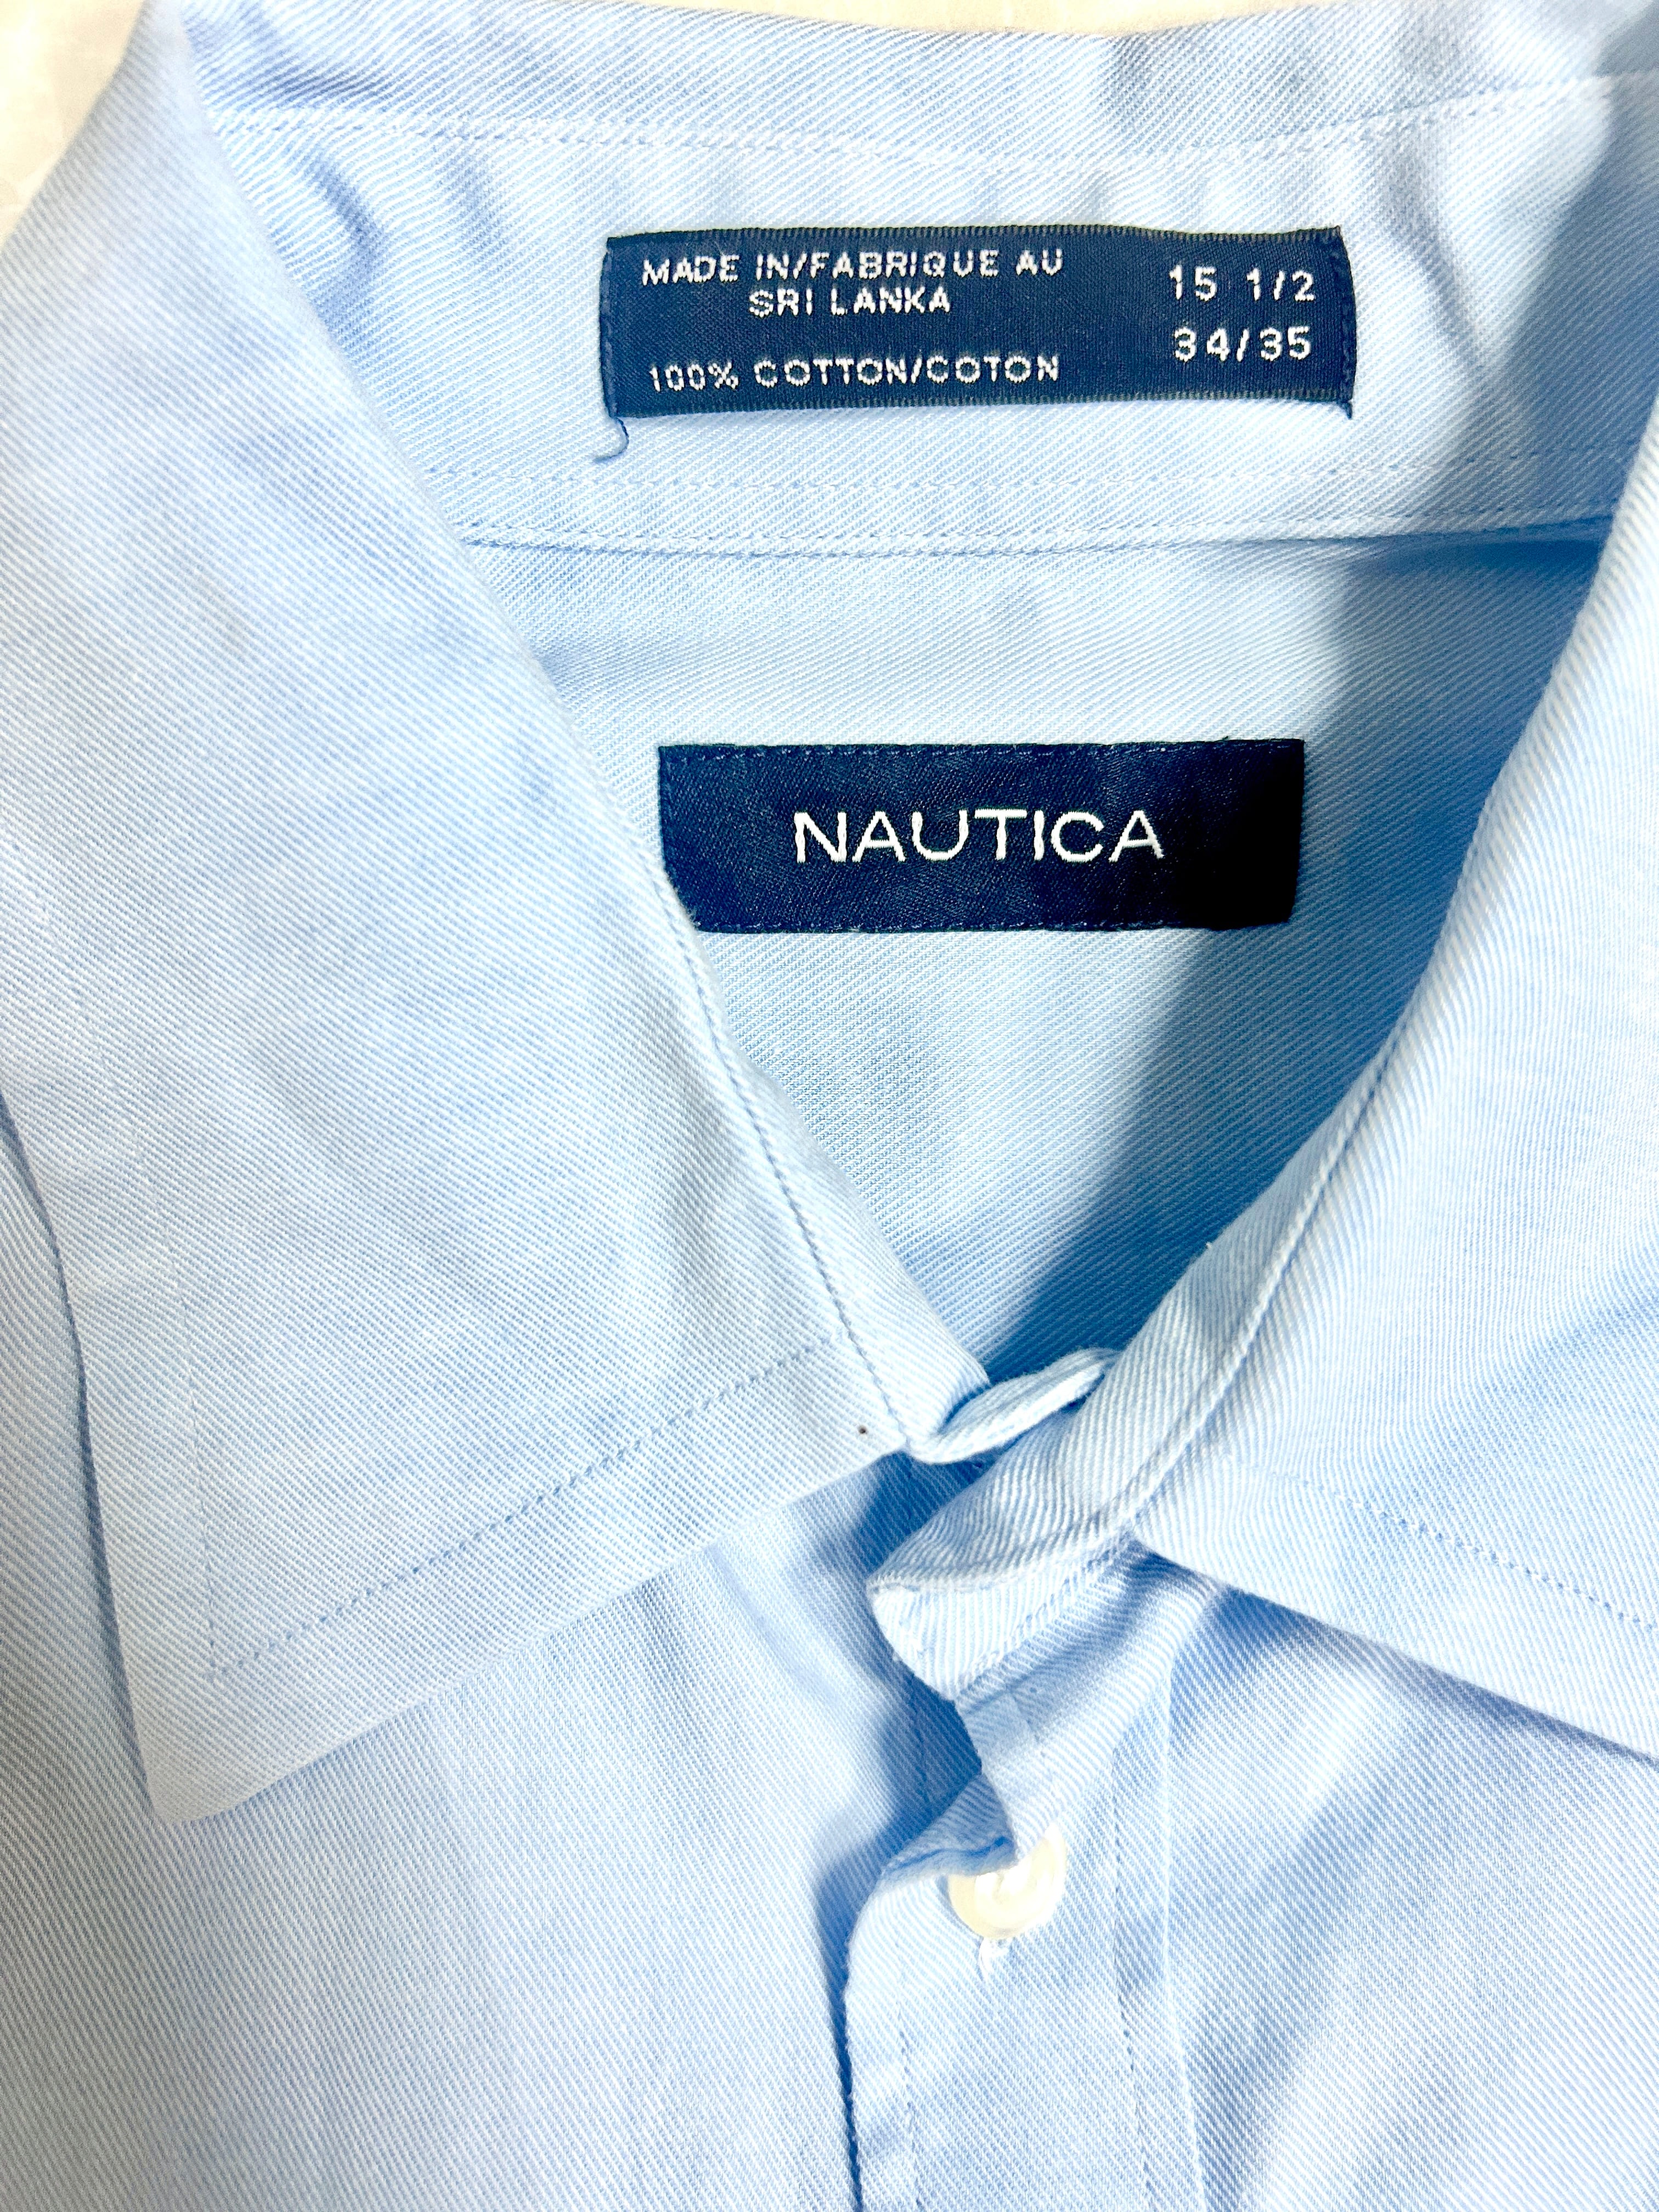 MADE IN/FABRIQUE AU
SRI LANKA
100% COTTON/COTON
15 1/2
34/35
NAUTICA